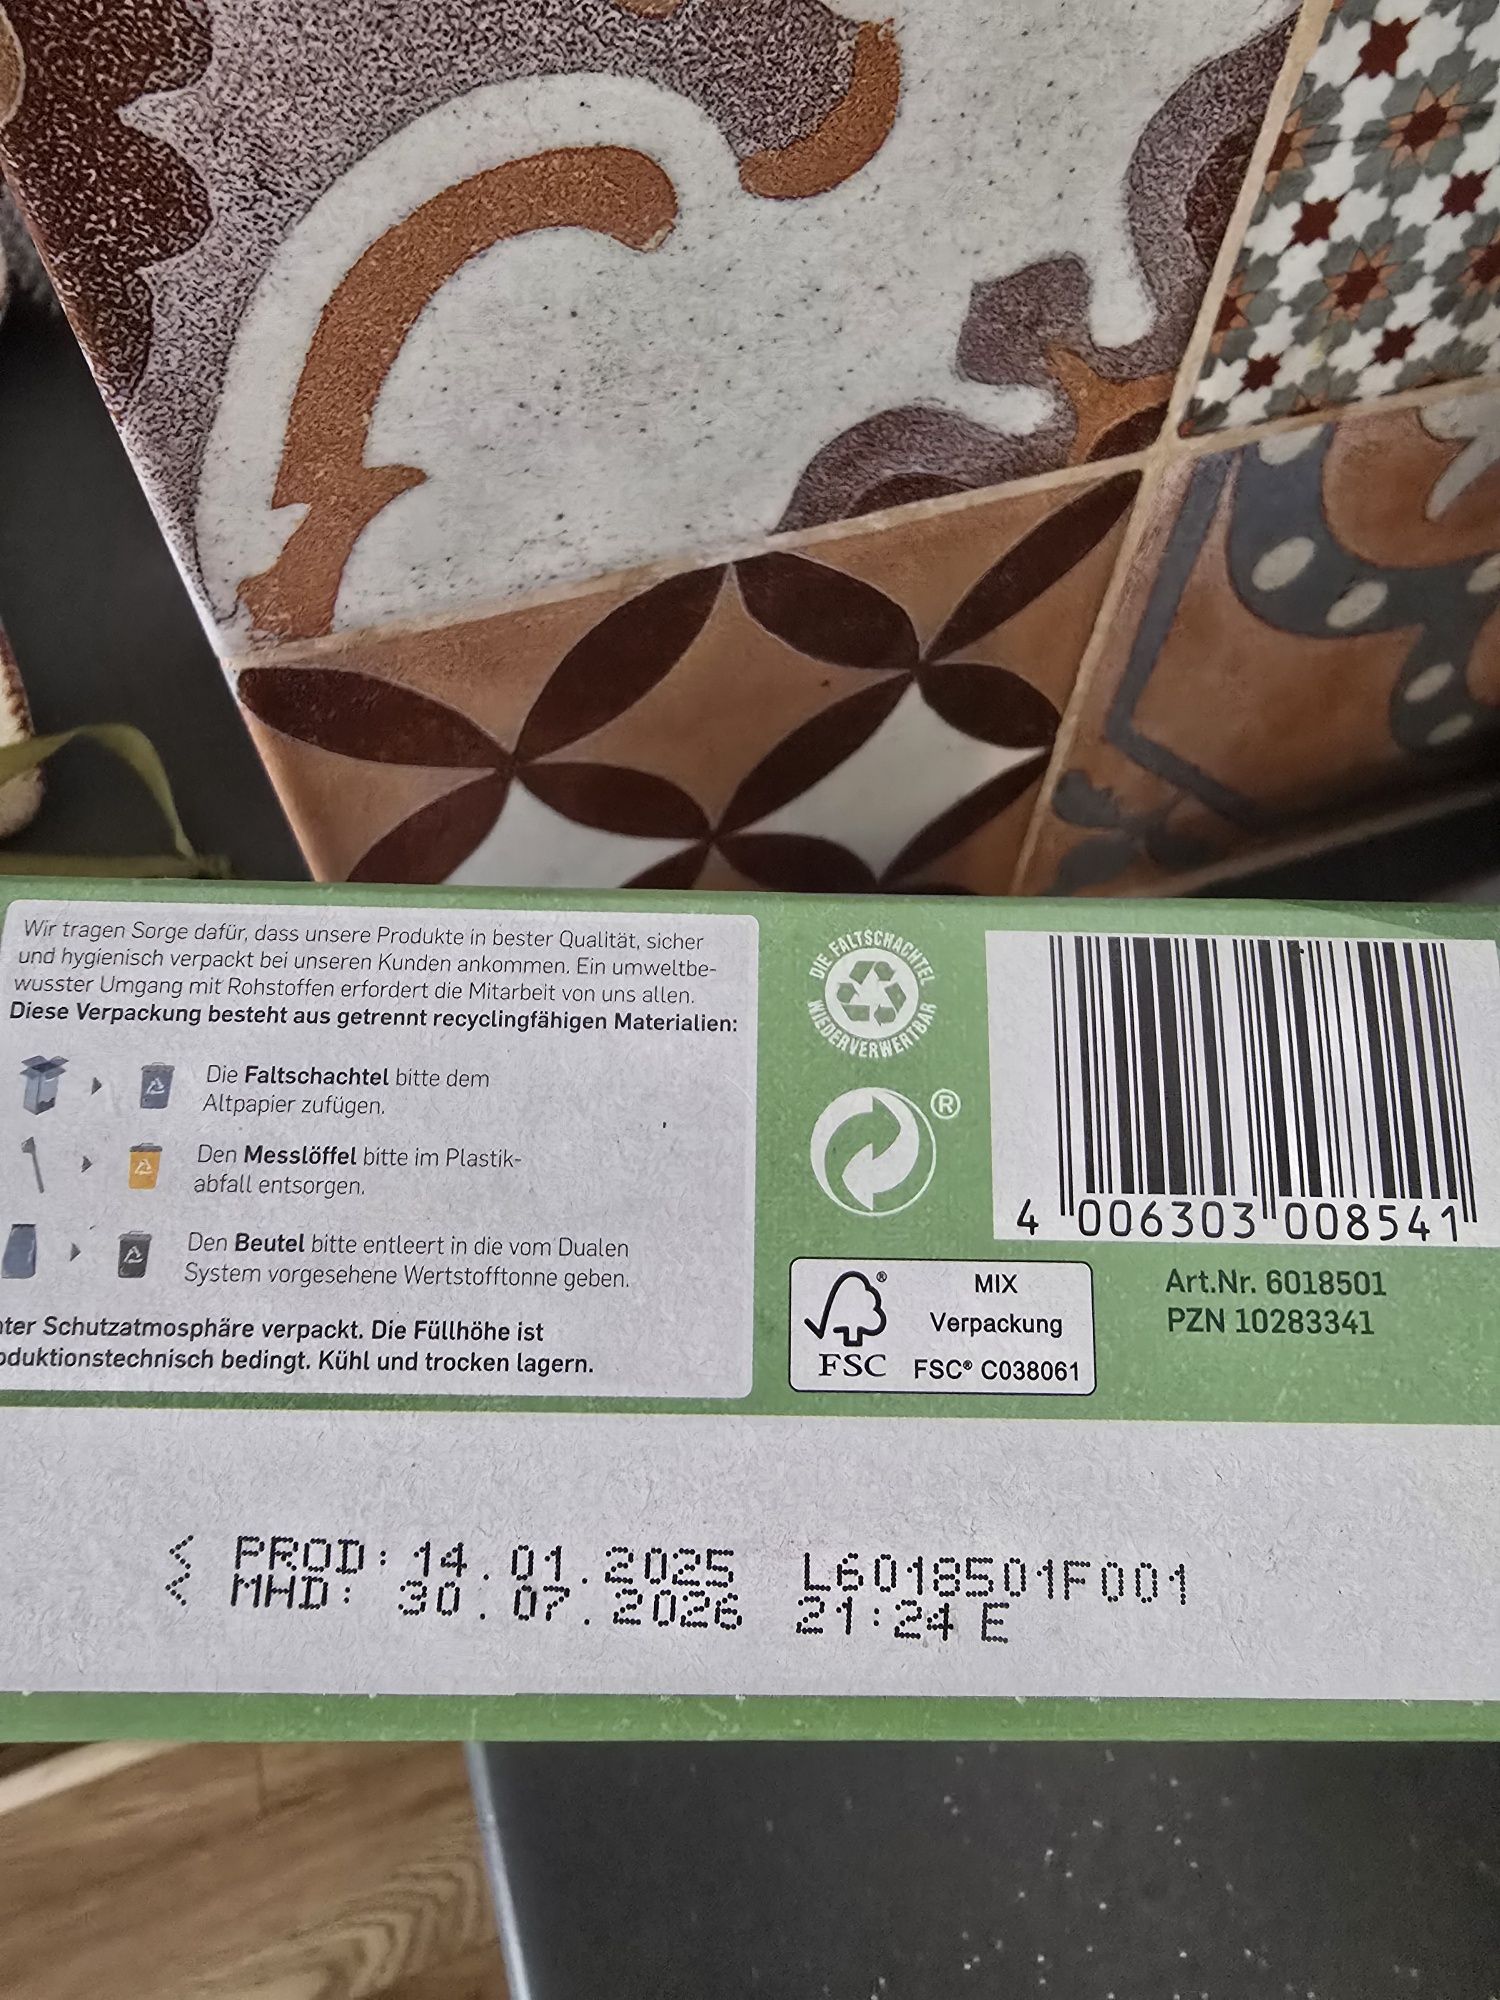 Wir tragen Sorge dafür, dass unsere Produkte in bester Qualität, sicher
und hygienisch verpackt bei unseren Kunden ankommen. Ein umweltbe-
wusster Umgang mit Rohstoffen erfordert die Mitarbeit von uns allen.
Diese Verpackung besteht aus getrennt recyclingfähigen Materialien:
Die Faltschachtel bitte dem
Altpapier zufügen.
Den Messlöffel bitte im Plastik-
abfall entsorgen.
Den Beutel bitte entleert in die vom Dualen
System vorgesehene Wertstofftonne geben.
nter Schutzatmosphäre verpackt. Die Füllhöhe ist
oduktionstechnisch bedingt. Kühl und trocken lagern.
DIE FALTSCHACHTEL
WIEDERVERWERTBAR
®
FSC ®
MIX
Verpackung
FSC® C038061
4 006303 008541
Art.Nr. 6018501
PZN 10283341
< PROD: 14.01.2025 L6018501F001
< MHD: 30.07.2026 21:24 E